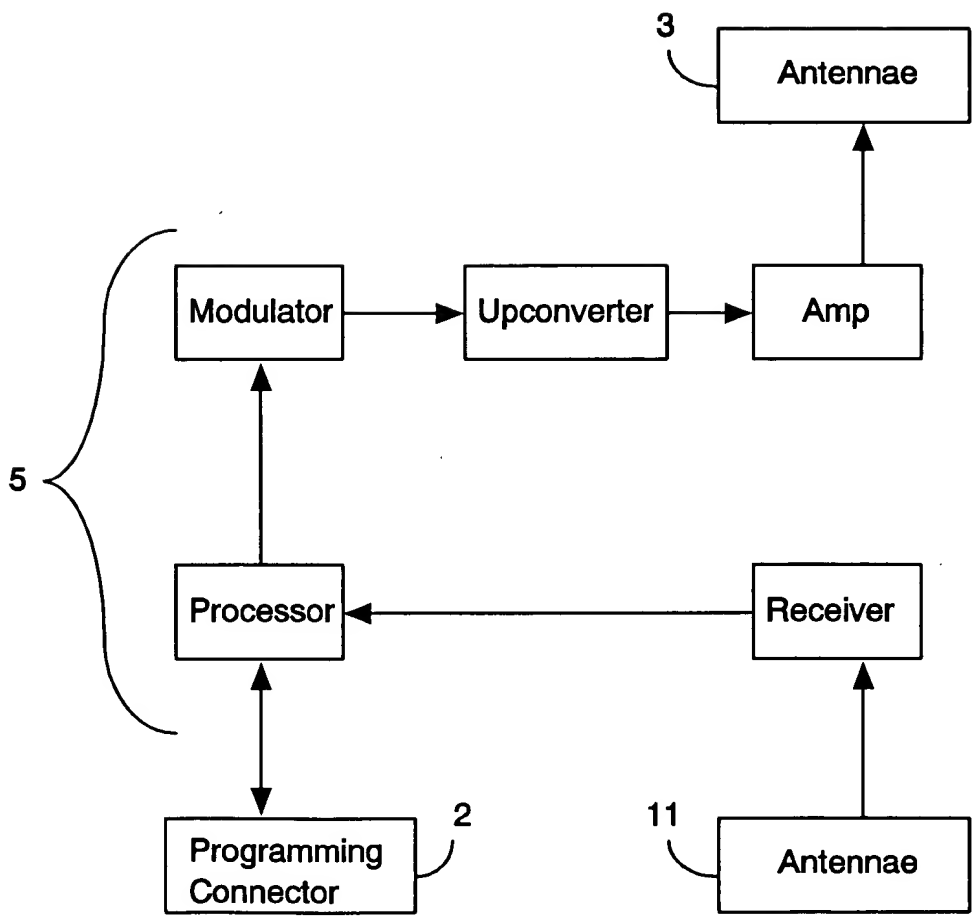 3
Antennae
Modulator
Upconverter
Amp
5
Processor
Receiver
2
11
Programming
Connector
Antennae